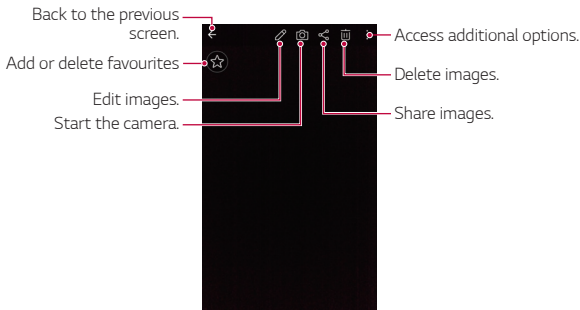 Back to the previous
screen.
Add or delete favourites
Edit images.
Start the camera.
Access additional options.
Delete images.
Share images.